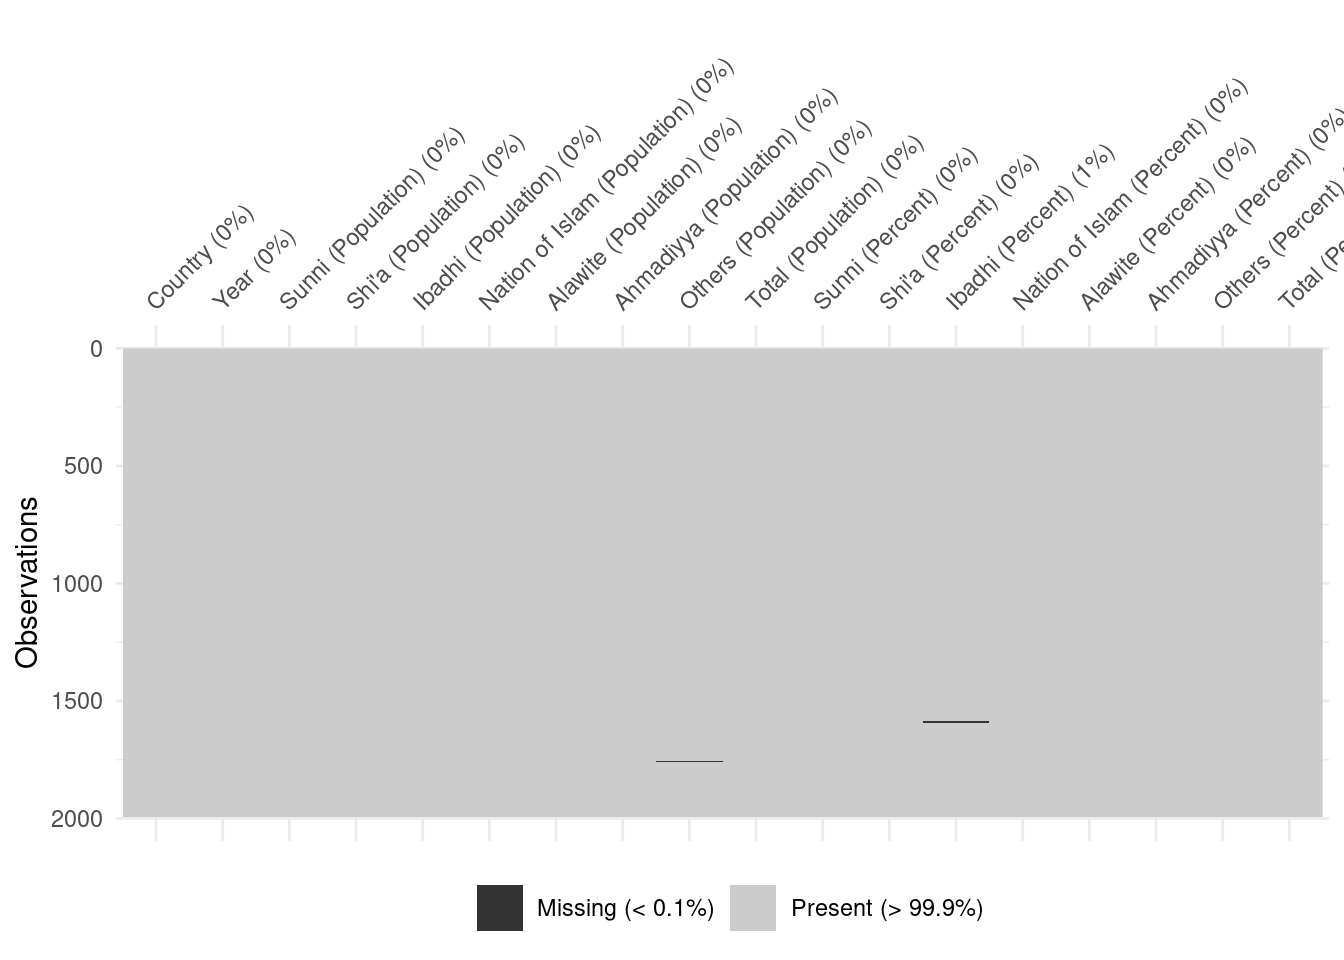 Country (0%)
Year (0%)
Sunni (Population) (0%)
Shi'a (Population) (0%)
Ibadhi (Population) (0%)
Nation of Islam (Population) (0%)
Alawite (Population) (0%)
Ahmadiyya (Population) (0%)
Others (Population) (0%)
Total (Population) (0%)
Sunni (Percent) (0%)
Shi'a (Percent) (0%)
Ibadhi (Percent) (1%)
Nation of Islam (Percent) (0%)
Alawite (Percent) (0%)
Ahmadiyya (Percent) (0%)
Others (Percent)
Total
Observations
0
500
1000
1500
2000
Missing (< 0.1%)
Present (> 99.9%)